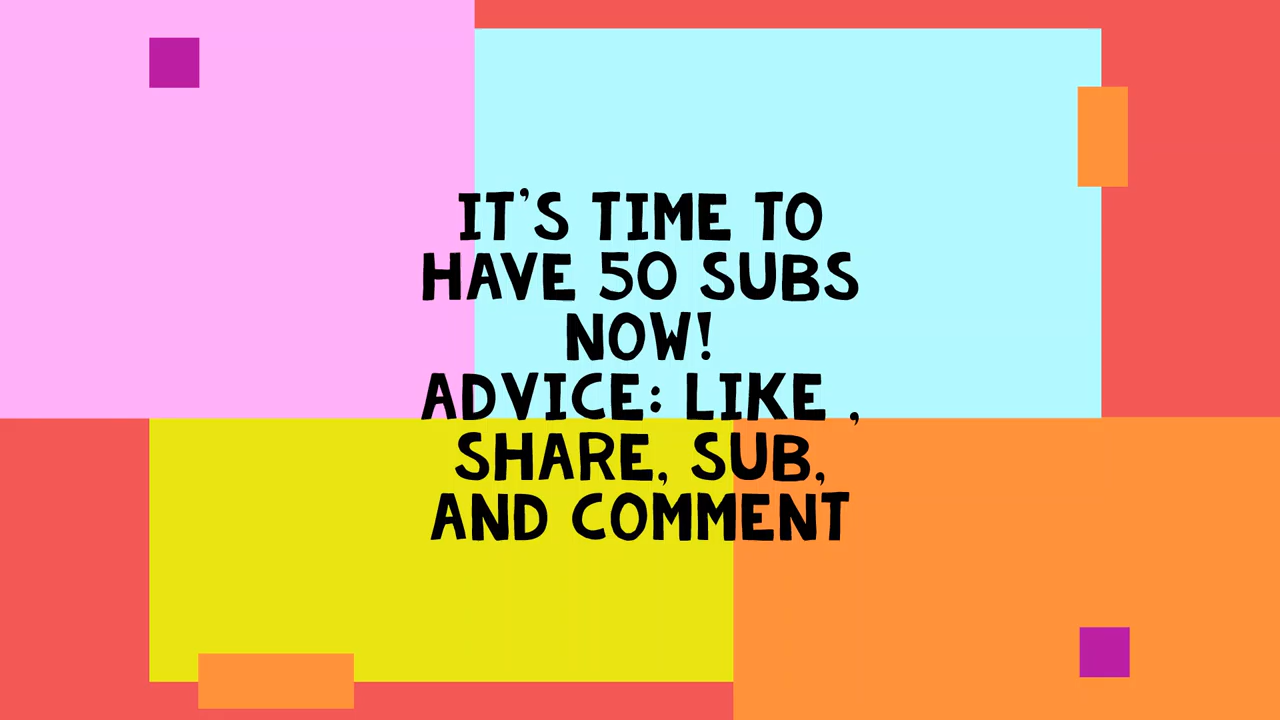 IT'S TIME TO
HAVE 50 SUBS
NOW!
ADVICE: LIKE ,
SHARE, SUB,
AND COMMENT